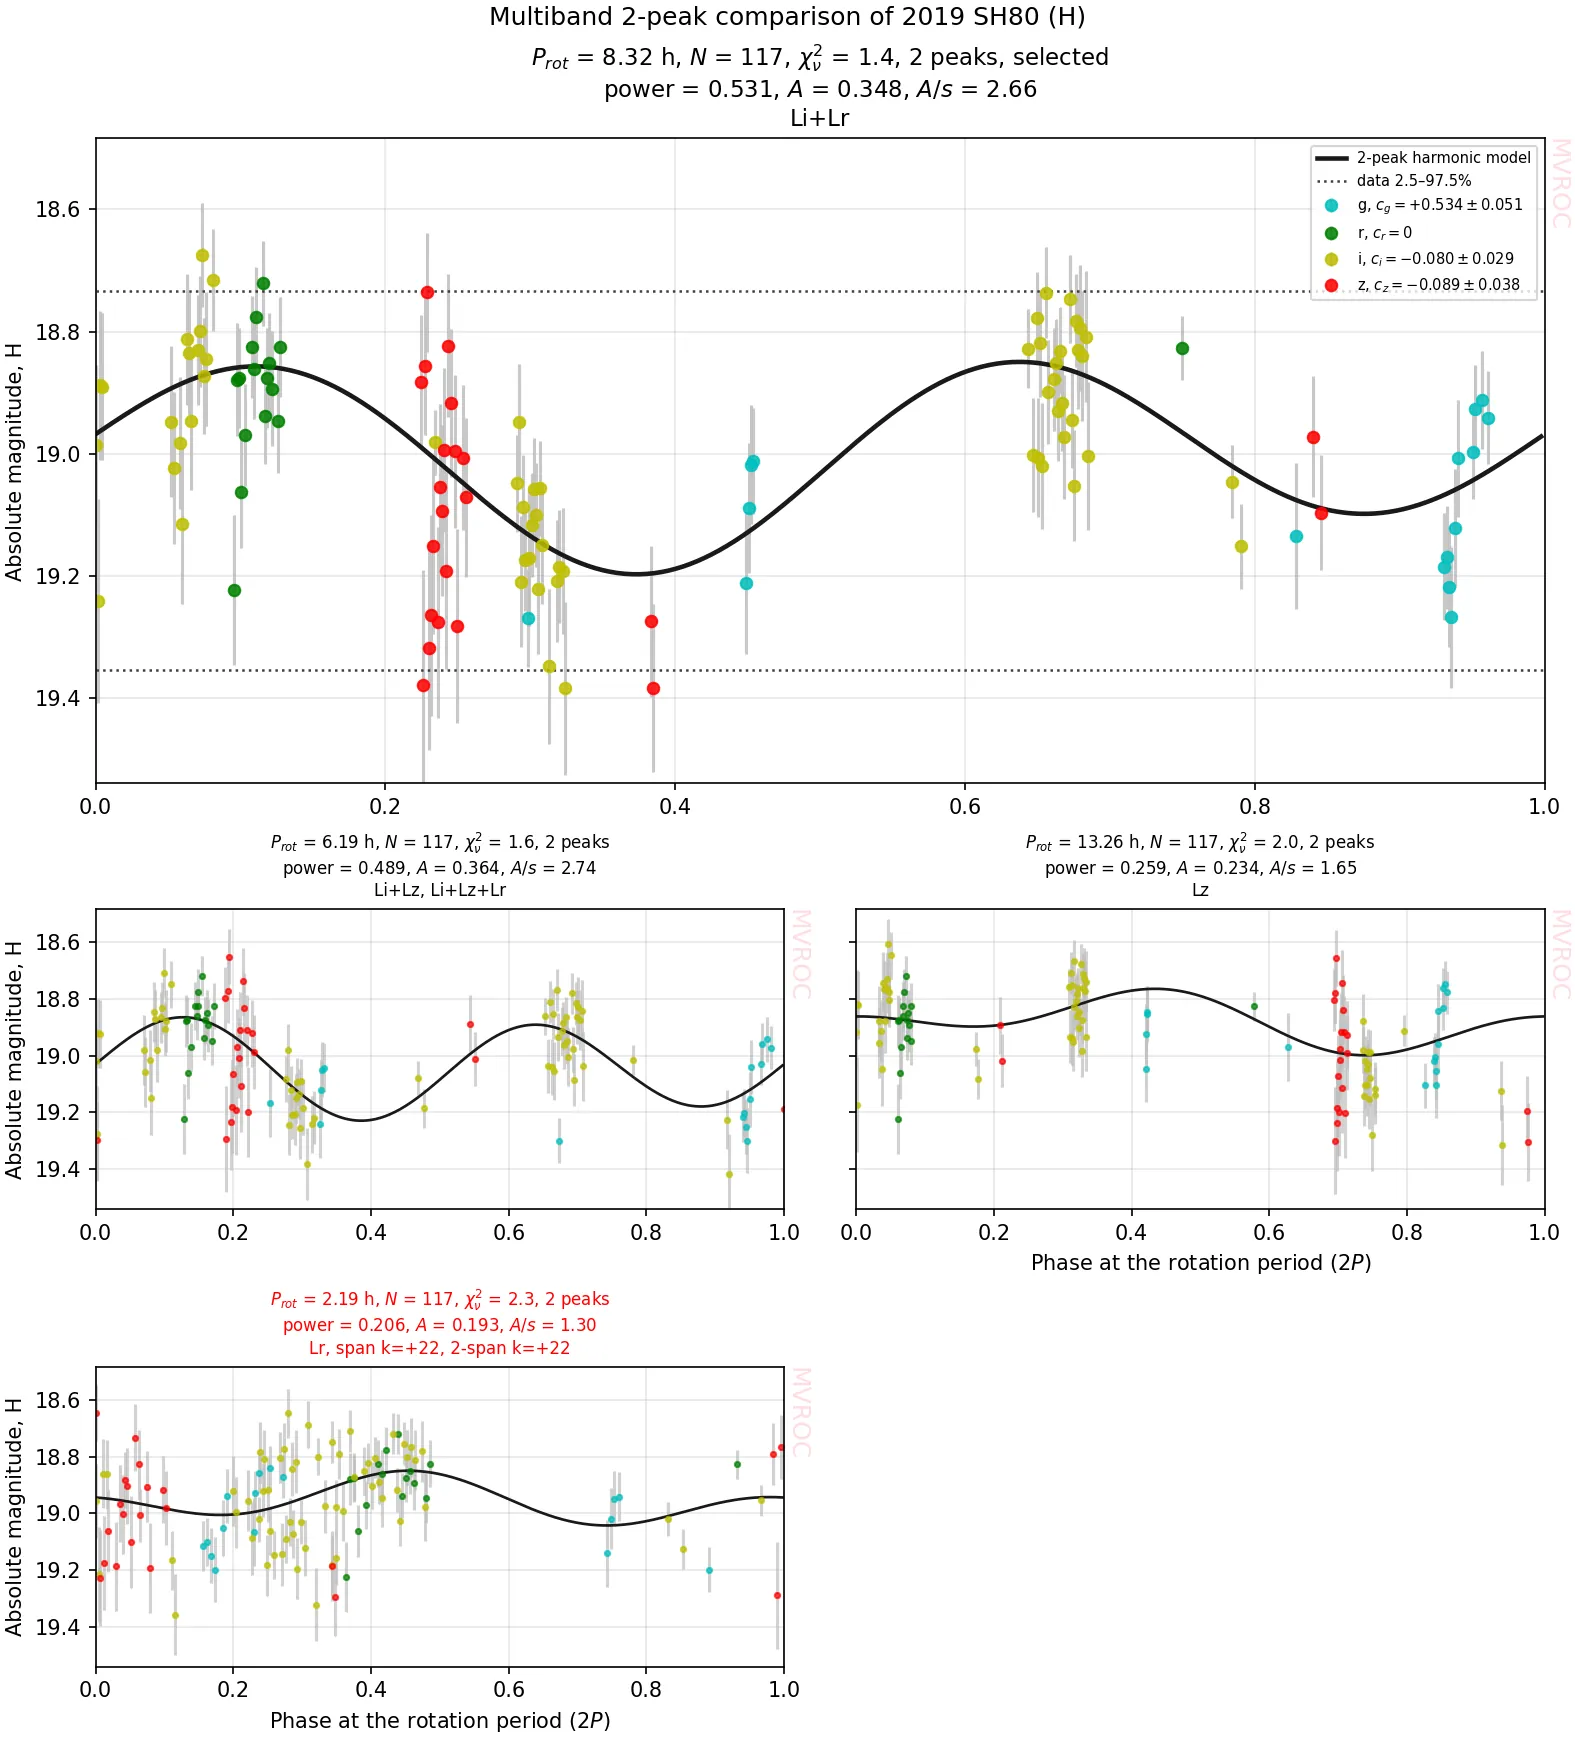 Multiband 2-peak comparison of 2019 SH80 (H)
P_rot = 8.32 h, N = 117, χ²_ν = 1.4, 2 peaks, selected
power = 0.531, A = 0.348, A/s = 2.66
Li+Lr
MVROC
2-peak harmonic model
data 2.5–97.5%
g, c_g = +0.534 ± 0.051
r, c_r = 0
i, c_i = −0.080 ± 0.029
z, c_z = −0.089 ± 0.038
Absolute magnitude, H
18.6
18.8
19.0
19.2
19.4
0.0 0.2 0.4 0.6 0.8 1.0
P_rot = 6.19 h, N = 117, χ²_ν = 1.6, 2 peaks
power = 0.489, A = 0.364, A/s = 2.74
Li+Lz, Li+Lz+Lr
MVROC
Absolute magnitude, H
18.6
18.8
19.0
19.2
19.4
0.0 0.2 0.4 0.6 0.8 1.0
P_rot = 13.26 h, N = 117, χ²_ν = 2.0, 2 peaks
power = 0.259, A = 0.234, A/s = 1.65
Lz
MVROC
0.0 0.2 0.4 0.6 0.8 1.0
Phase at the rotation period (2P)
P_rot = 2.19 h, N = 117, χ²_ν = 2.3, 2 peaks
power = 0.206, A = 0.193, A/s = 1.30
Lr, span k=+22, 2-span k=+22
MVROC
Absolute magnitude, H
18.6
18.8
19.0
19.2
19.4
0.0 0.2 0.4 0.6 0.8 1.0
Phase at the rotation period (2P)